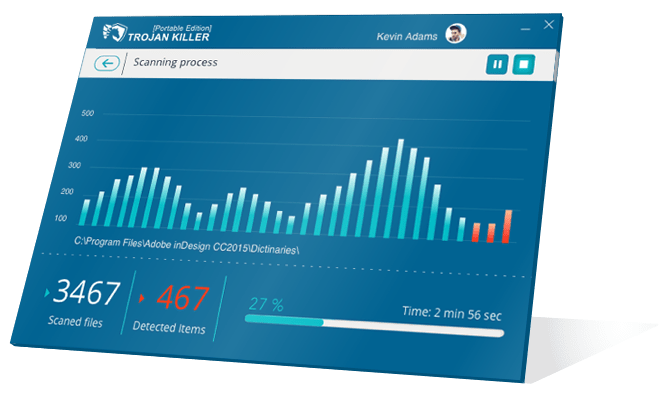 [Portable Edition]
TROJAN KILLER
Kevin Adams
Scanning process
500
400
300
200
100
C:\Program Files\Adobe inDesign CC2015\Dictinaries\
3467
Scaned files
467
Detected Items
27 %
Time: 2 min 56 sec